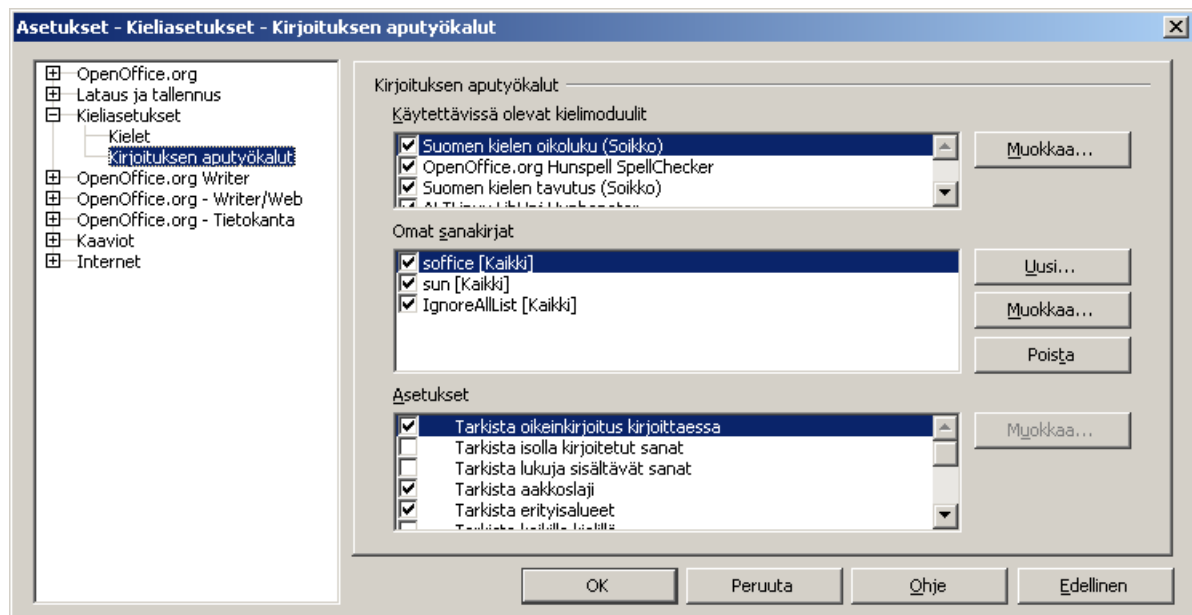 Asetukset - Kieliasetukset - Kirjoituksen aputyökalut
OpenOffice.org
Lataus ja tallennus
Kieliasetukset
Kielet
Kirjoituksen aputyökalut
OpenOffice.org Writer
OpenOffice.org - Writer/Web
OpenOffice.org - Tietokanta
Kaaviot
Internet
Kirjoituksen aputyökalut
Käytettävissä olevat kielimoduulit
Suomen kielen oikoluku (Soikko)
OpenOffice.org Hunspell SpellChecker
Suomen kielen tavutus (Soikko)
Muokkaa...
Omat sanakirjat
soffice [Kaikki]
sun [Kaikki]
IgnoreAllList [Kaikki]
Uusi...
Muokkaa...
Poista
Asetukset
Tarkista oikeinkirjoitus kirjoittaessa
Tarkista isolla kirjoitetut sanat
Tarkista lukuja sisältävät sanat
Tarkista aakkoslaji
Tarkista erityisalueet
Muokkaa...
OK
Peruuta
Ohje
Edellinen